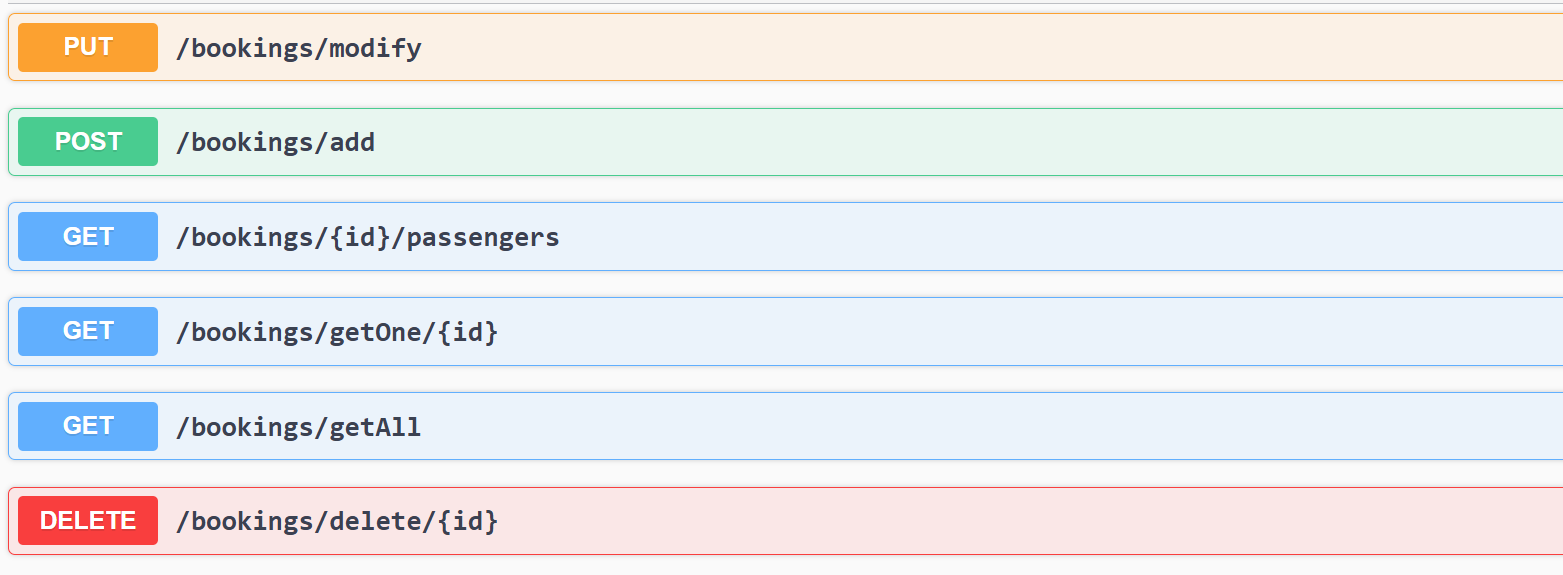 PUT /bookings/modify
POST /bookings/add
GET /bookings/{id}/passengers
GET /bookings/getOne/{id}
GET /bookings/getAll
DELETE /bookings/delete/{id}